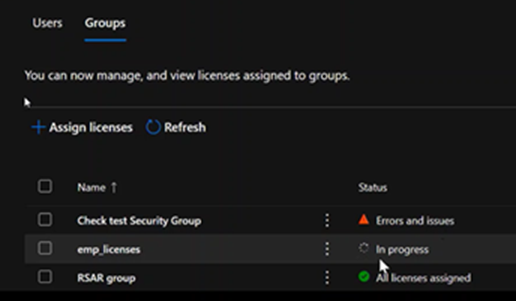 Users Groups
You can now manage, and view licenses assigned to groups.
Assign licenses Refresh
Name ↑ Status
Check test Security Group Errors and issues
emp_licenses In progress
RSAR group All licenses assigned